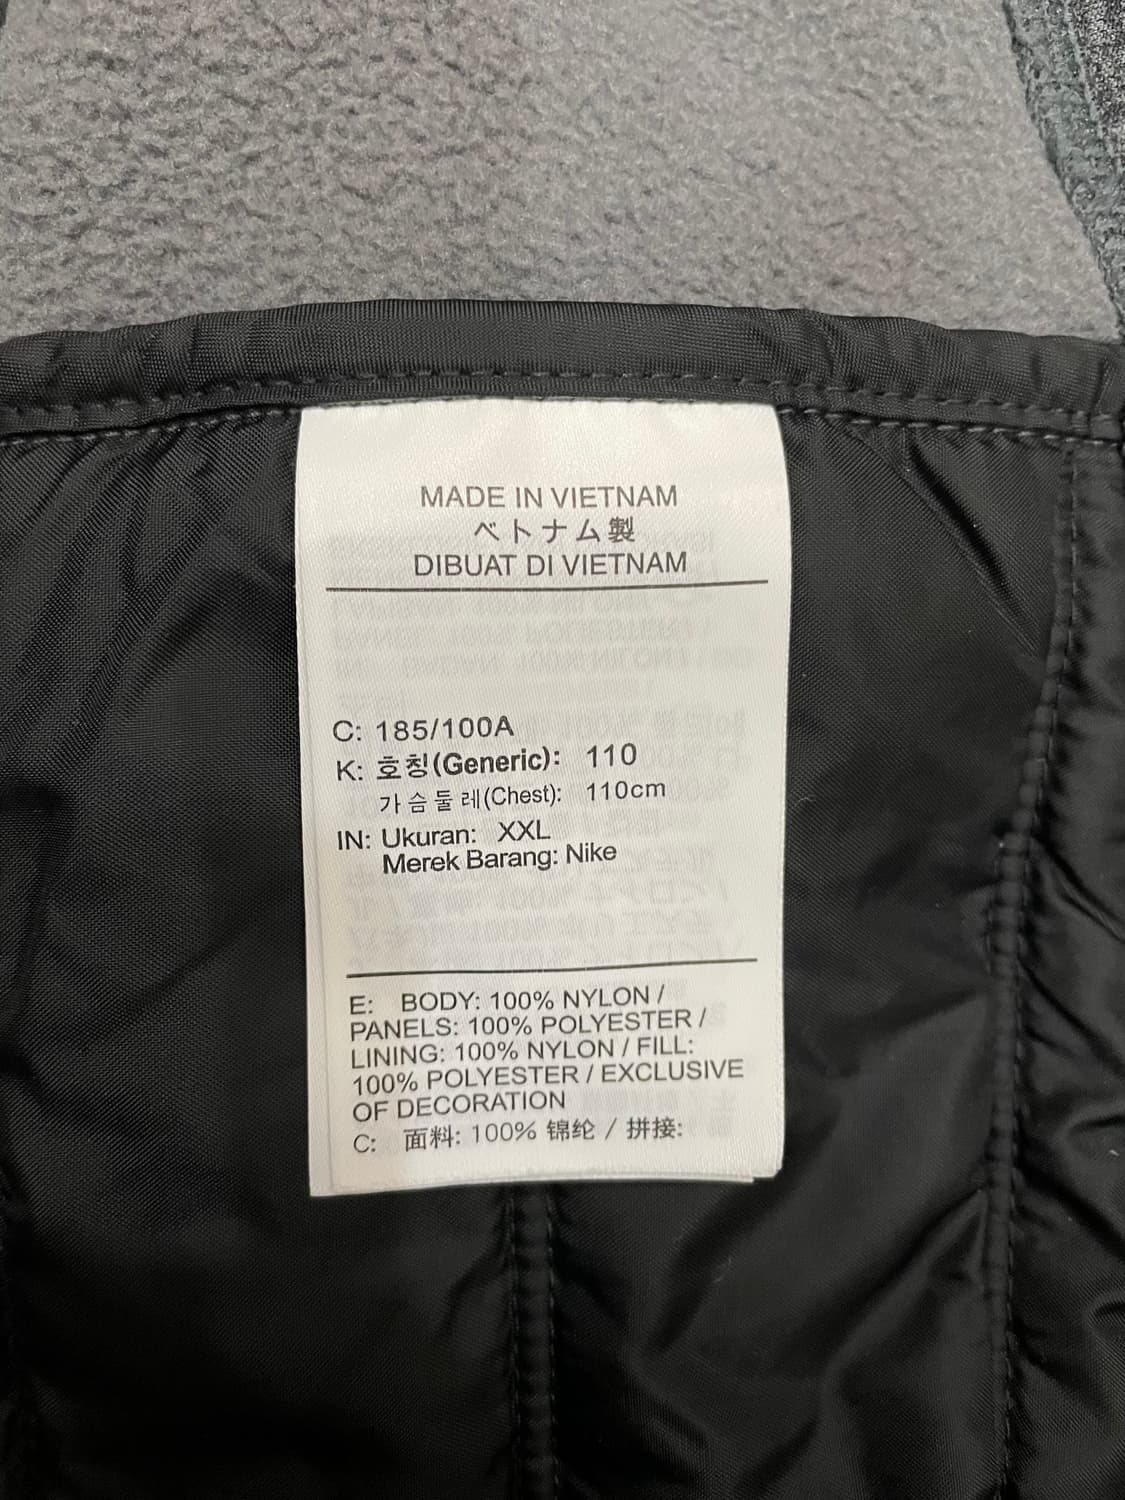 MADE IN VIETNAM
ベトナム製
DIBUAT DI VIETNAM
C: 185/100A
K: 호칭(Generic): 110
가슴둘레(Chest): 110cm
IN: Ukuran: XXL
Merek Barang: Nike
E: BODY: 100% NYLON /
PANELS: 100% POLYESTER /
LINING: 100% NYLON / FILL:
100% POLYESTER / EXCLUSIVE
OF DECORATION
C: 面料: 100% 锦纶 / 拼接: